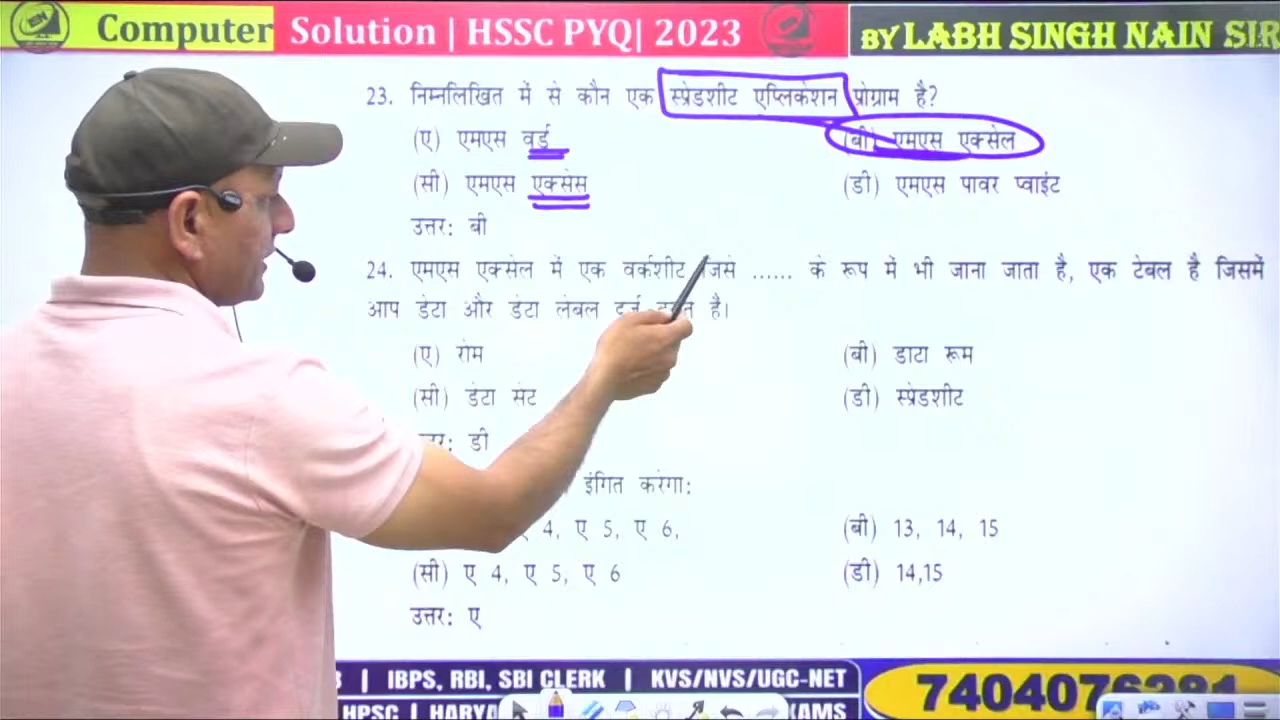 Computer Solution | HSSC PYQ| 2023
BY LABH SINGH NAIN SIR
23. निम्नलिखित में से कौन एक स्प्रेडशीट एप्लिकेशन प्रोग्राम है?
(ए) एमएस वर्ड (बी) एमएस एक्सेल
(सी) एमएस एक्सेस (डी) एमएस पावर प्वाइंट
उत्तर: बी
24. एमएस एक्सेल में एक वर्कशीट जिसे ...... के रूप में भी जाना जाता है, एक टेबल है जिसमें
आप डेटा और डेटा लेबल है।
(ए) रोम (बी) डाटा रूम
(सी) डेटा सेट (डी) स्प्रेडशीट
डी
इंगित करेगा:
4, ए 5, ए 6, (बी) 13, 14, 15
(सी) ए 4, ए 5, ए 6 (डी) 14,15
उत्तर: ए
| IBPS, RBI, SBI CLERK | KVS/NVS/UGC-NET
HPSC |
7404076281